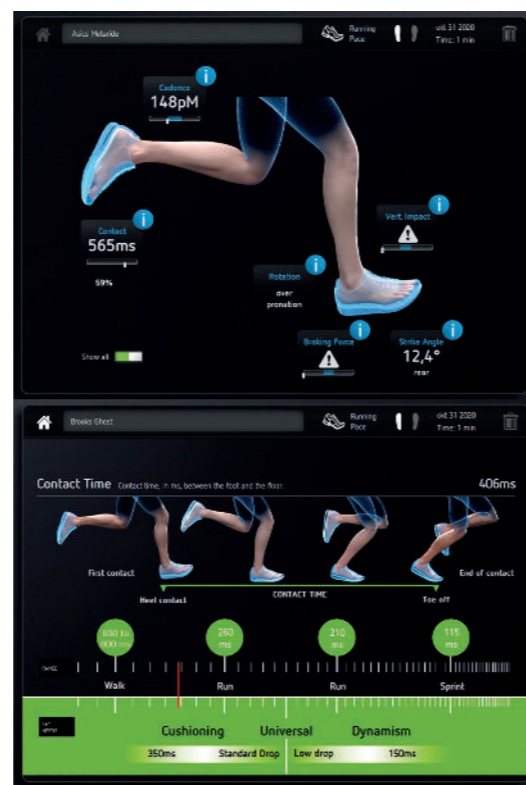 Asics Metaride
Running
Pace
okt 31 2020
Time: 1 min
Cadence
148pM
Contact
565ms
69%
Vert. Impact
Rotation
over
pronation
Braking Force
Strike Angle
12,4°
rear
Show all
Brooks Ghost
Running
Pace
okt 31 2020
Time: 1 min
Contact Time Contact time, in ms, between the foot and the floor.
406ms
First contact
End of contact
Heel contact
CONTACT TIME
Toe off
260
ms
210
ms
115
ms
Walk
Run
Run
Sprint
Cushioning
Universal
Dynamism
350ms
Standard Drop
Low drop
150ms